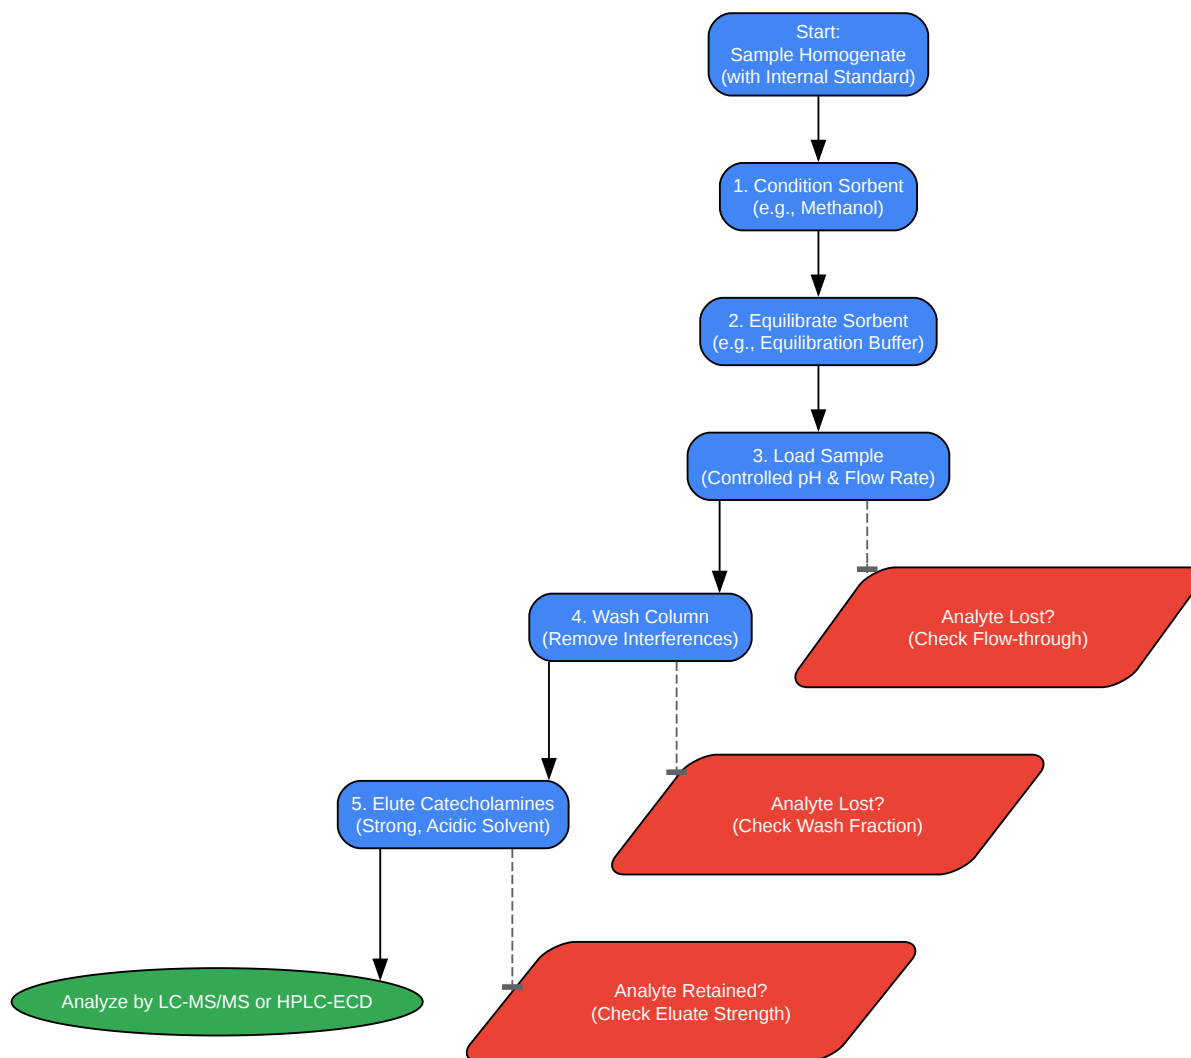 Start:
Sample Homogenate
(with Internal Standard)
1. Condition Sorbent
(e.g., Methanol)
2. Equilibrate Sorbent
(e.g., Equilibration Buffer)
3. Load Sample
(Controlled pH & Flow Rate)
4. Wash Column
(Remove Interferences)
Analyte Lost?
(Check Flow-through)
5. Elute Catecholamines
(Strong, Acidic Solvent)
Analyte Lost?
(Check Wash Fraction)
Analyze by LC-MS/MS or HPLC-ECD
Analyte Retained?
(Check Eluate Strength)